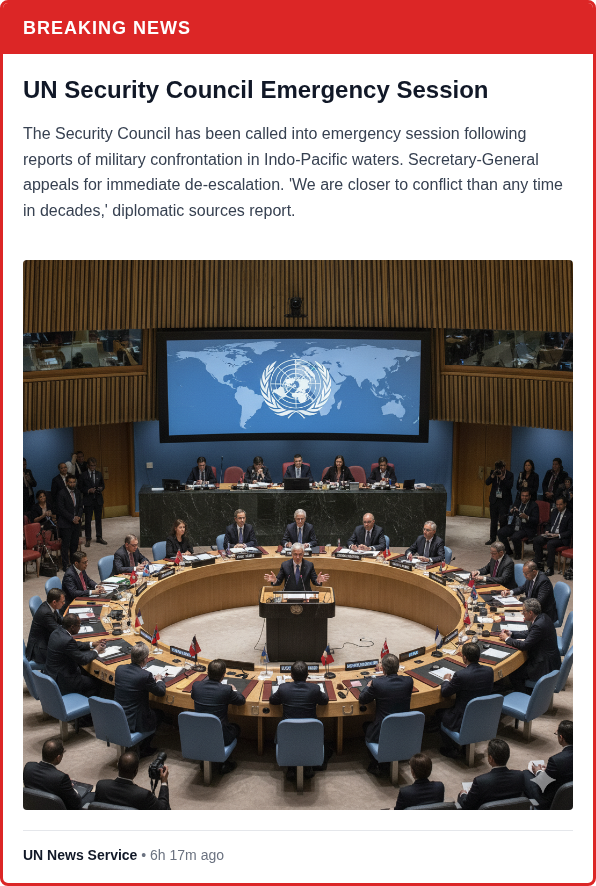 BREAKING NEWS
UN Security Council Emergency Session
The Security Council has been called into emergency session following
reports of military confrontation in Indo-Pacific waters. Secretary-General
appeals for immediate de-escalation. 'We are closer to conflict than any time
in decades,' diplomatic sources report.
UN News Service • 6h 17m ago